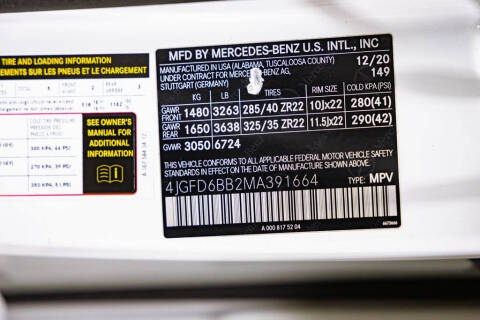 TIRE AND LOADING INFORMATION
SUR LES PNEUS ET LE CHARGEMENT
SEE OWNER'S
MANUAL FOR
ADDITIONAL
INFORMATION
MFD BY MERCEDES-BENZ U.S. INTL., INC
MANUFACTURED IN USA (ALABAMA, TUSCALOOSA COUNTY) 12/20
UNDER CONTRACT FOR MERCEDES-BENZ AG, 149
STUTTGART (GERMANY)
KG LB TIRES RIM SIZE COLD KPA(PSI)
GAWR FRONT 1480 3263 285/40 ZR22 10Jx22 280(41)
GAWR REAR 1650 3638 325/35 ZR22 11.5Jx22 290(42)
GVWR 3050 6724
THIS VEHICLE CONFORMS TO ALL APPLICABLE FEDERAL MOTOR VEHICLE SAFETY
STANDARDS IN EFFECT ON THE DATE OF MANUFACTURE SHOWN ABOVE.
4JGFD6BB2MA391664 TYPE: MPV
A 000 817 52 04